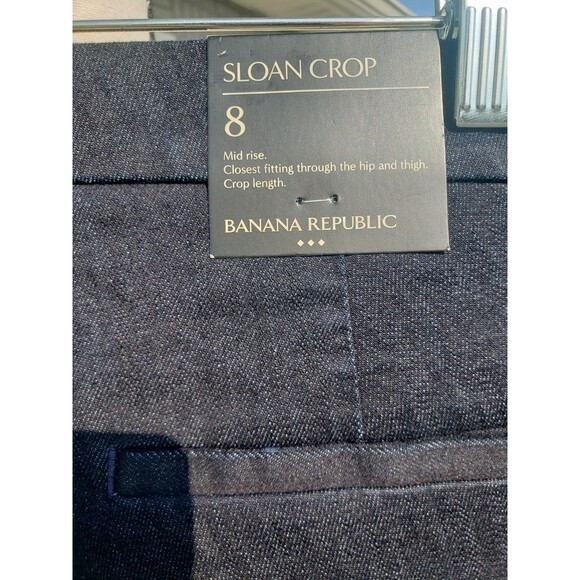 SLOAN CROP
8
Mid rise.
Closest fitting through the hip and thigh.
Crop length.
BANANA REPUBLIC